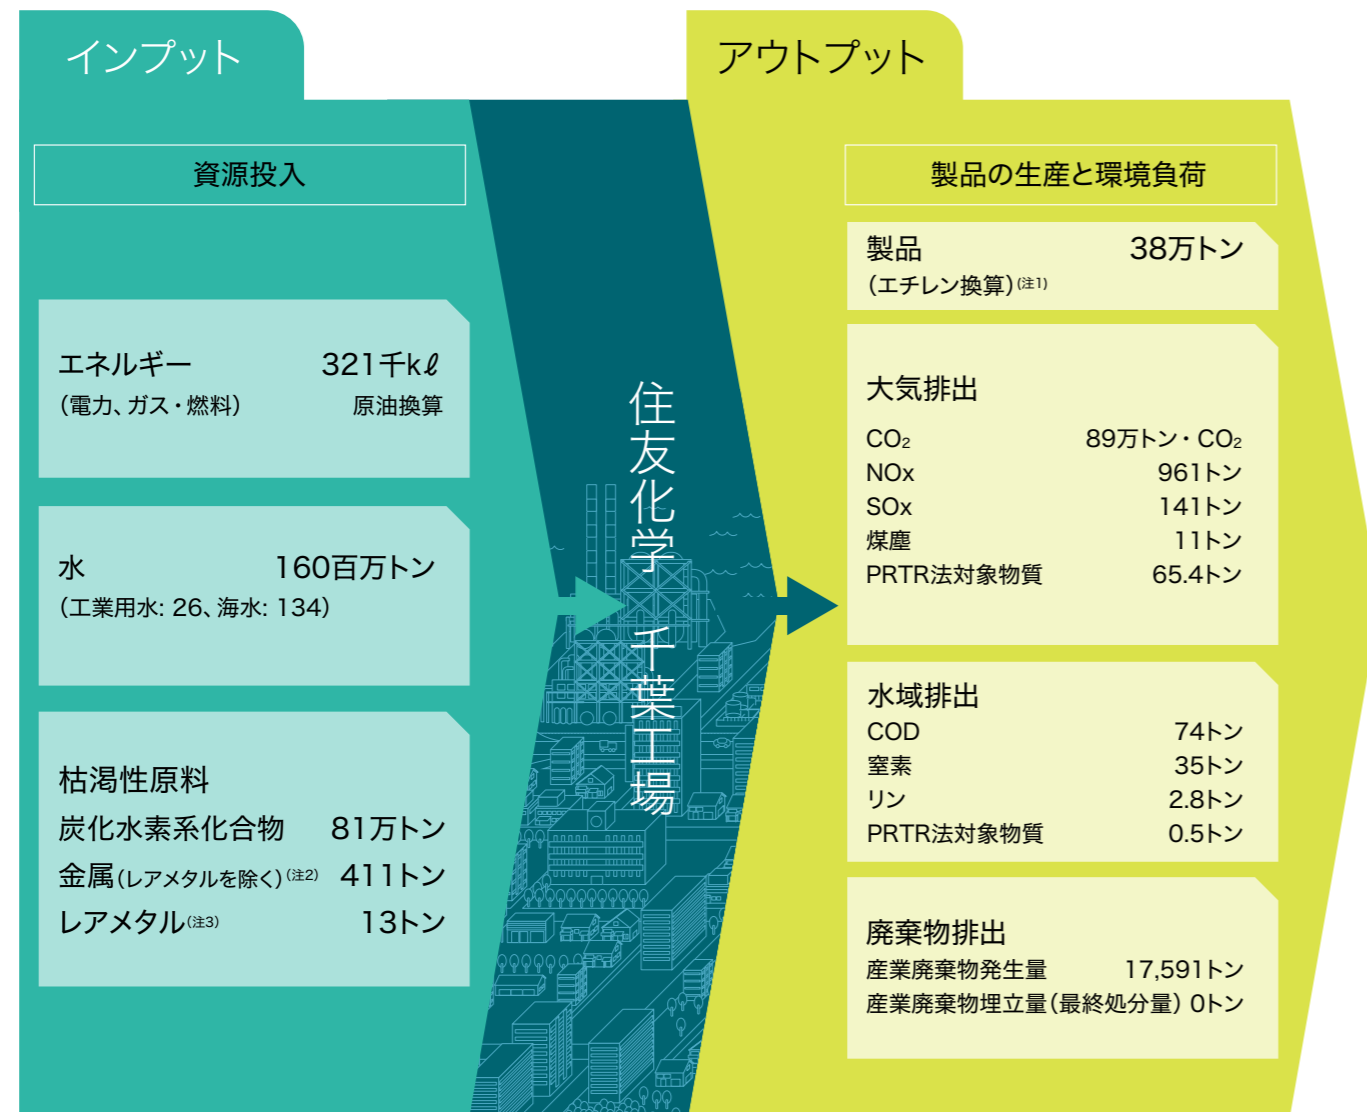 インプット
資源投入
エネルギー 321千kℓ
（電力、ガス・燃料） 原油換算
水 160百万トン
（工業用水: 26、海水: 134）
枯渇性原料
炭化水素系化合物 81万トン
金属(レアメタルを除く)(注2) 411トン
レアメタル(注3) 13トン
住友化学 千葉工場
アウトプット
製品の生産と環境負荷
製品 38万トン
（エチレン換算）(注1)
大気排出
CO₂ 89万トン・CO₂
NOx 961トン
SOx 141トン
煤塵 11トン
PRTR法対象物質 65.4トン
水域排出
COD 74トン
窒素 35トン
リン 2.8トン
PRTR法対象物質 0.5トン
廃棄物排出
産業廃棄物発生量 17,591トン
産業廃棄物埋立量（最終処分量） 0トン